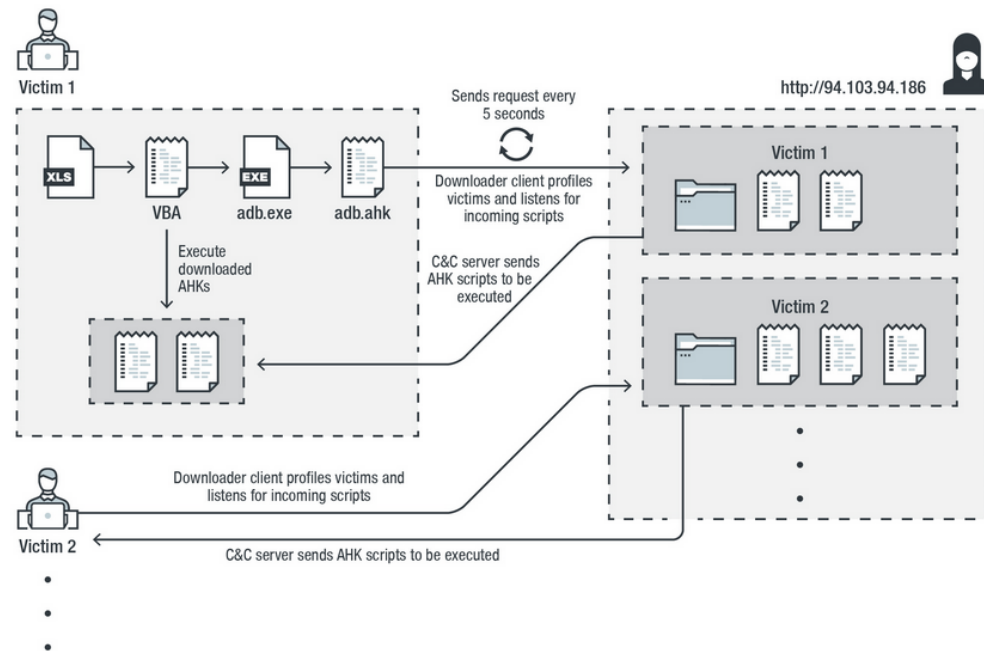 Victim 1
http://94.103.94.186
Sends request every
5 seconds
XLS
EXE
VBA
adb.exe
adb.ahk
Downloader client profiles
victims and listens for
incoming scripts
Victim 1
Execute
downloaded
AHKs
C&C server sends
AHK scripts to be
executed
Victim 2
Downloader client profiles victims and
listens for incoming scripts
Victim 2
C&C server sends AHK scripts to be executed